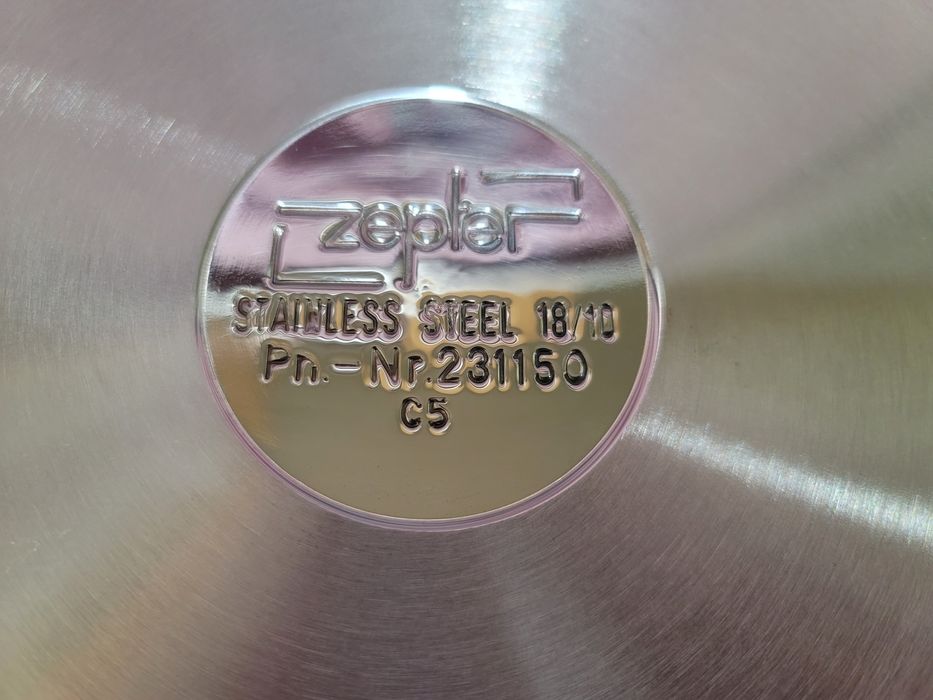 zepter
STAINLESS STEEL 18/10
Pn.-Nr.231150
C5